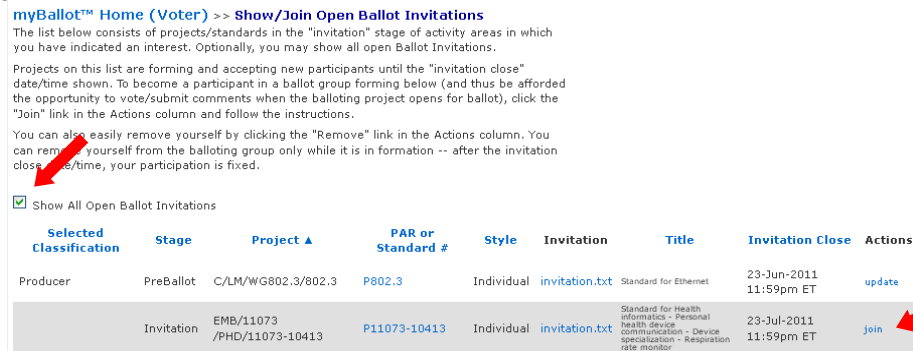 myBallot™ Home (Voter) >> Show/Join Open Ballot Invitations
The list below consists of projects/standards in the "invitation" stage of activity areas in which
you have indicated an interest. Optionally, you may show all open Ballot Invitations.
Projects on this list are forming and accepting new participants until the "invitation close"
date/time shown. To become a participant in a ballot group forming below (and thus be afforded
the opportunity to vote/submit comments when the balloting project opens for ballot), click the
"Join" link in the Actions column and follow the instructions.
You can also easily remove yourself by clicking the "Remove" link in the Actions column. You
can remove yourself from the balloting group only while it is in formation -- after the invitation
close date/time, your participation is fixed.
Show All Open Ballot Invitations
Selected Classification Stage Project ▲ PAR or Standard # Style Invitation Title Invitation Close Actions
Producer PreBallot C/LM/WG802.3/802.3 P802.3 Individual invitation.txt Standard for Ethernet 23-Jun-2011 11:59pm ET update
Invitation EMB/11073 /PHD/11073-10413 P11073-10413 Individual invitation.txt Standard for Health informatics - Personal health device communication - Device specialization - Respiration rate monitor 23-Jul-2011 11:59pm ET join